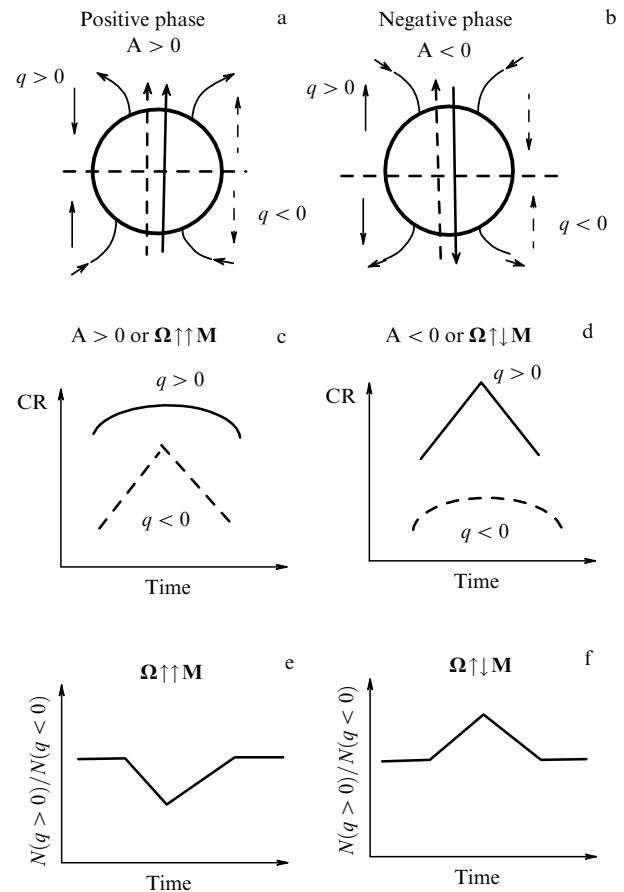 Positive phase
a
A > 0
q > 0
q < 0
Negative phase
b
A < 0
q > 0
q < 0
A > 0 or Ω↑↑M
c
CR
q > 0
q < 0
Time
A < 0 or Ω↑↓M
d
CR
q > 0
q < 0
Time
Ω↑↑M
e
N(q > 0)/N(q < 0)
Time
Ω↑↓M
f
N(q > 0)/N(q < 0)
Time